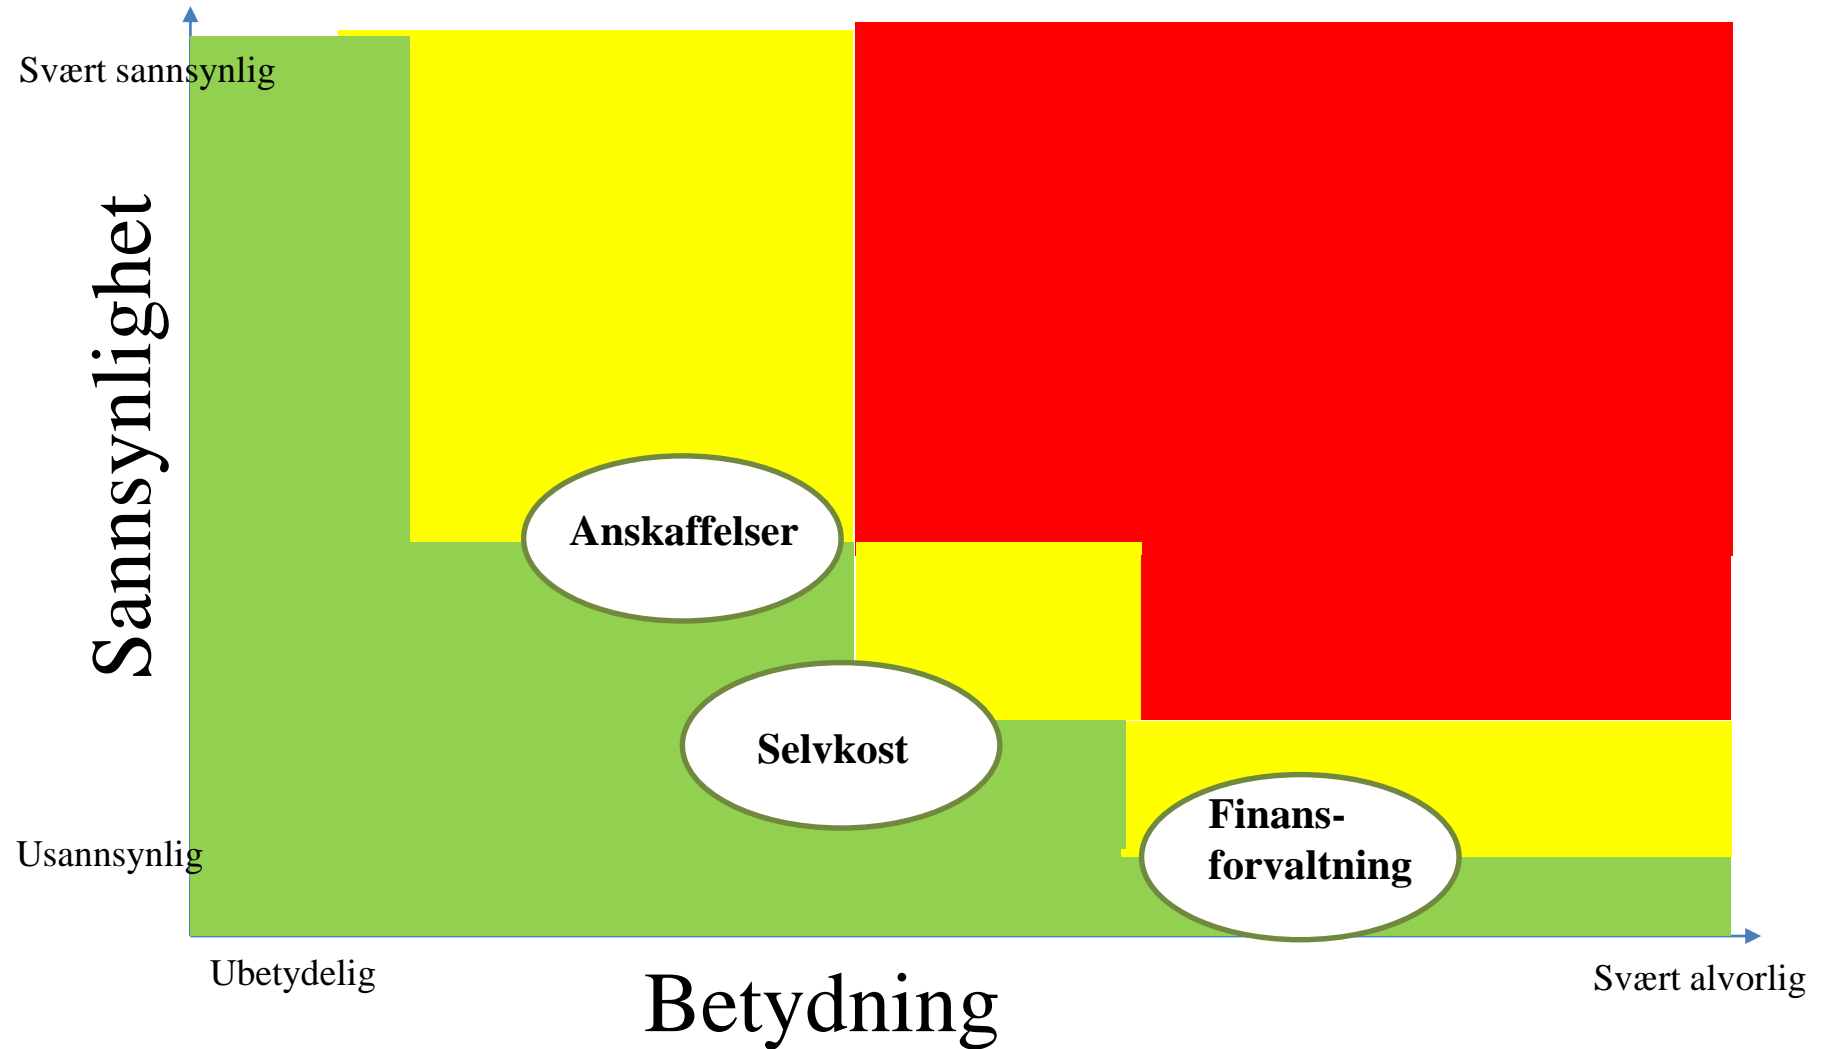 Svært sannsynlig
Sannsynlighet
Anskaffelser
Selvkost
Finans-
forvaltning
Usannsynlig
Ubetydelig
Betydning
Svært alvorlig